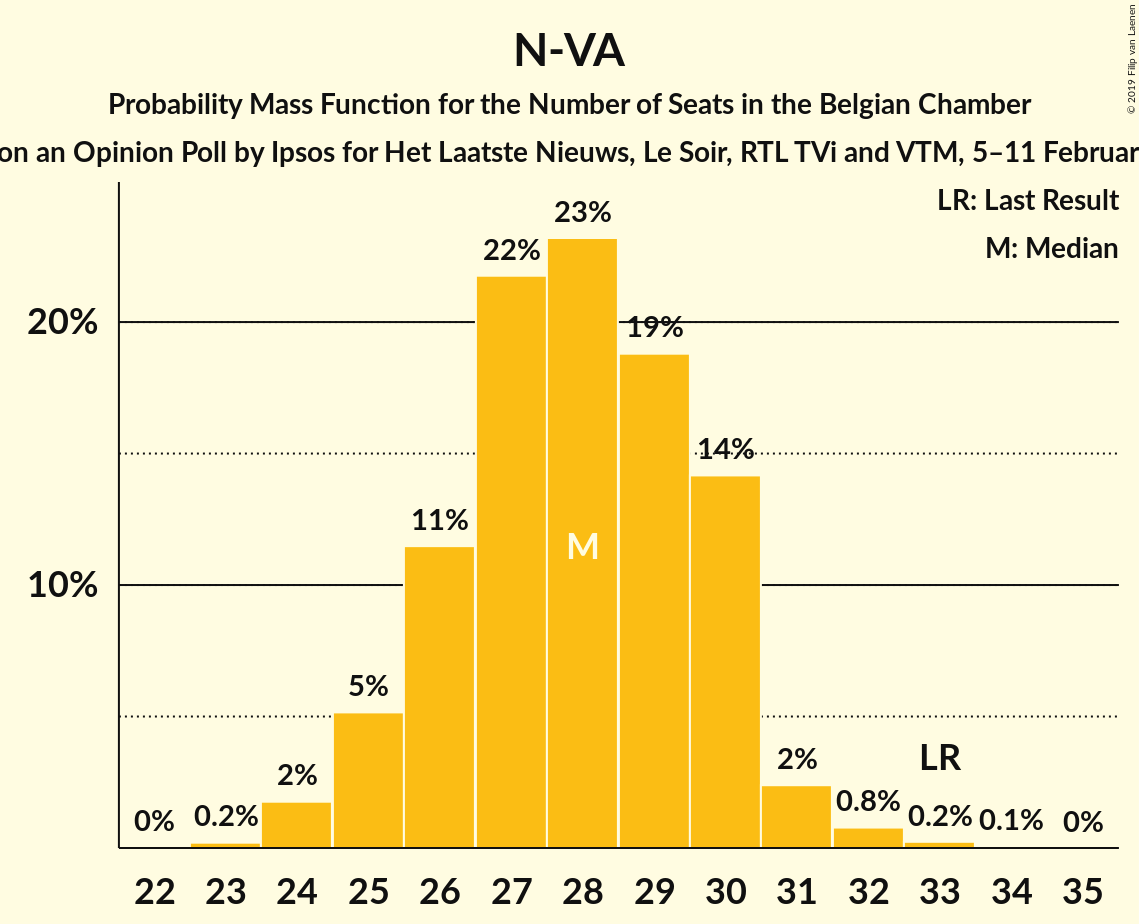 N-VA
Probability Mass Function for the Number of Seats in the Belgian Chamber
on an Opinion Poll by Ipsos for Het Laatste Nieuws, Le Soir, RTL TVi and VTM, 5–11 Februar
© 2019 Filip van Laenen
LR: Last Result
M: Median
20%
10%
0%
0.2%
2%
5%
11%
22%
23%
19%
14%
2%
0.8%
0.2%
0.1%
0%
M
LR
22 23 24 25 26 27 28 29 30 31 32 33 34 35